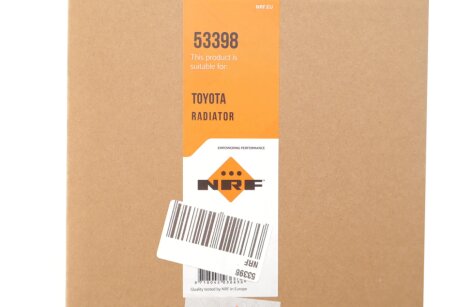 NRF.EU
53398
This product is
suitable for:
TOYOTA
RADIATOR
EMPOWERING PERFORMANCE
NRF
53398
NRF
Quality tested by NRF in Europe